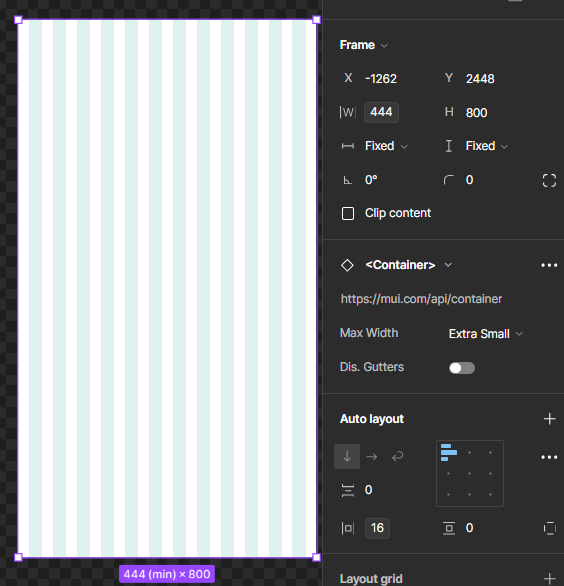 Frame
X -1262 Y 2448
W 444 H 800
Fixed Fixed
0° 0
Clip content
<Container>
https://mui.com/api/container
Max Width Extra Small
Dis. Gutters
Auto layout
0
16 0
Layout grid
444 (min) × 800